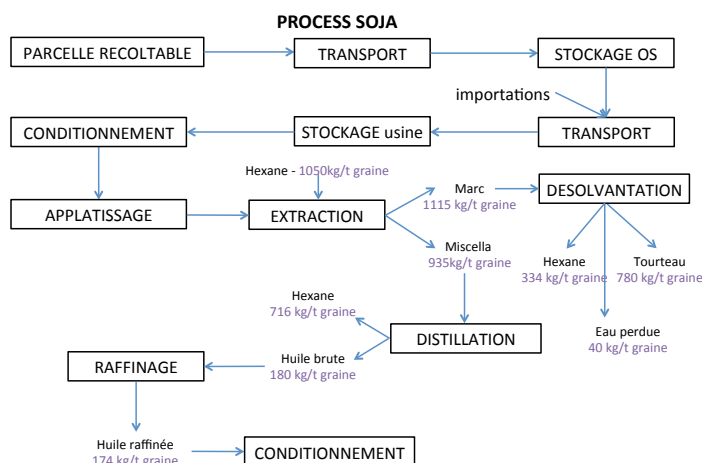 PROCESS SOJA
PARCELLE RECOLTABLE
TRANSPORT
STOCKAGE OS
importations
CONDITIONNEMENT
STOCKAGE usine
TRANSPORT
Hexane - 1050kg/t graine
APPLATISSAGE
EXTRACTION
Marc
1115 kg/t graine
DESOLVANTATION
Miscella
935kg/t graine
Hexane
334 kg/t graine
Tourteau
780 kg/t graine
Eau perdue
40 kg/t graine
Hexane
716 kg/t graine
DISTILLATION
Huile brute
180 kg/t graine
RAFFINAGE
Huile raffinée
174 kg/t graine
CONDITIONNEMENT